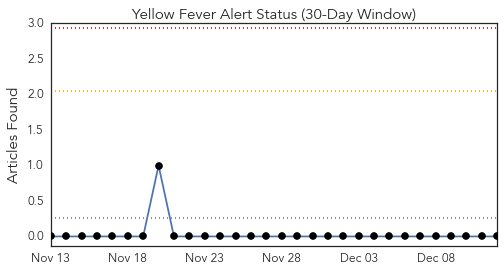 Yellow Fever Alert Status (30-Day Window)
Articles Found
3.0
2.5
2.0
1.5
1.0
0.5
0.0
Nov 13 Nov 18 Nov 23 Nov 28 Dec 03 Dec 08